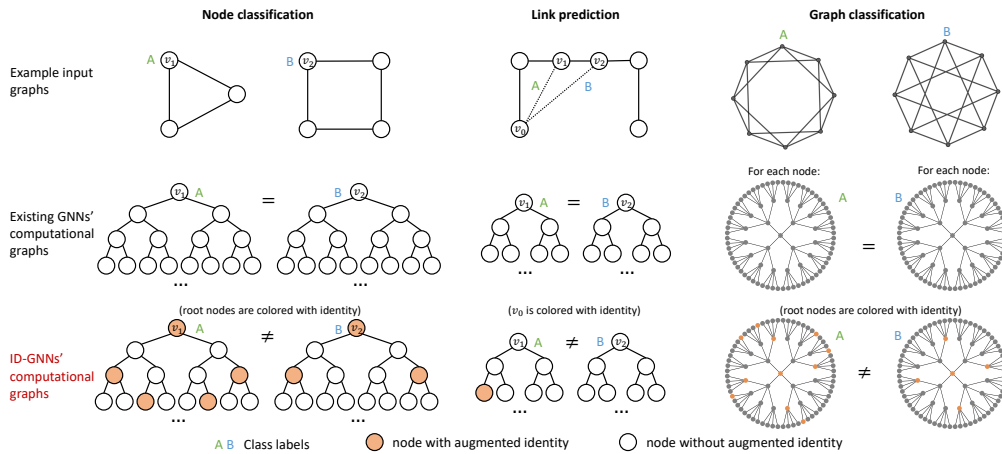 Node classification
Link prediction
Graph classification
Example input
graphs
A v₁
B v₂
v₁ v₂
A
B
v₀
A
B
Existing GNNs'
computational
graphs
v₁ A
=
B v₂
...
...
v₁ A
=
B v₂
...
...
For each node:
A
=
For each node:
B
ID-GNNs'
computational
graphs
(root nodes are colored with identity)
v₁ A
≠
B v₂
...
...
(v₀ is colored with identity)
v₁ A
≠
B v₂
...
...
(root nodes are colored with identity)
A
≠
B
A B Class labels
node with augmented identity
node without augmented identity